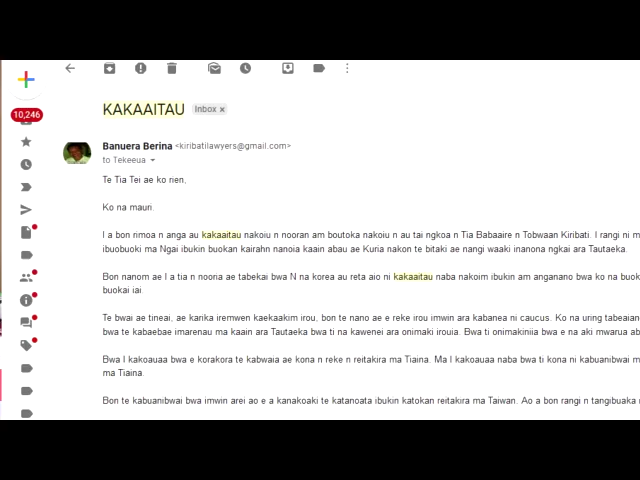 10,246
KAKAAITAU Inbox x
Banuera Berina <kiribatilawyers@gmail.com>
to Tekeeua
Te Tia Tei ae ko rien,
Ko na mauri.
I a bon rimoa n anga au kakaaitau nakoiu n nooran am boutoka nakoiu n au tai ngkoa n Tia Babaaire n Tobwaan Kiribati. I rangi ni m
ibuobuoki ma Ngai ibukin buokan kairahn nanoia kaain abau ae Kuria nakon te bitaki ae nangi waaki inanona ngkai ara Tautaeka.
Bon nanom ae I a tia n nooria ae tabekai bwa N na korea au reta aio ni kakaaitau naba nakoim ibukin am anganano bwa ko na buok
buokai iai.
Te bwai ae tineai, ae karika iremwen kaekaakim irou, bon te nano ae e reke irou imwin ara kabanea ni caucus. Ko na uring tabeaian
bwa te kabaebae imarenau ma kaain ara Tautaeka bwa ti na kawenei ara onimaki irouia. Bwa ti onimakiniia bwa e na aki mwarua ab
Bwa I kakoauaa bwa e korakora te kabwaia ae kona n reke n reitakira ma Tiaina. Ma I kakoauaa naba bwa ti kona ni kabuanibwai m
ma Tiaina.
Bon te kabuanibwai bwa imwin arei ao e a kanakoaki te katanoata ibukin katokan reitakira ma Taiwan. Ao a bon rangi n tangibuaka